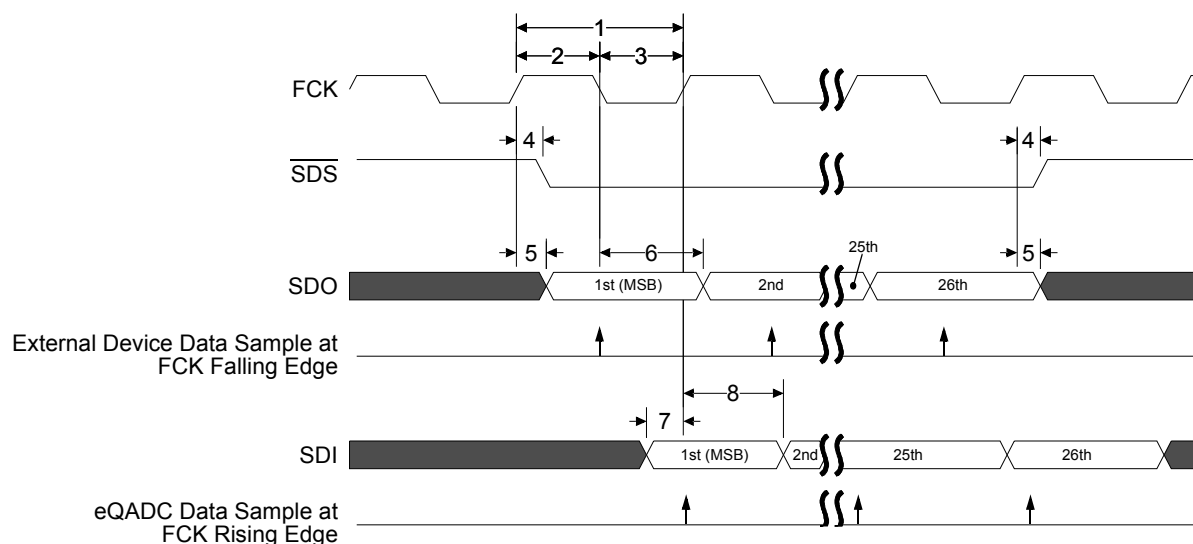 1
2
3
FCK
4
4
SDS
5
6
25th
5
SDO
1st (MSB)
2nd
26th
External Device Data Sample at
FCK Falling Edge
8
7
SDI
1st (MSB)
2nd
25th
26th
eQADC Data Sample at
FCK Rising Edge